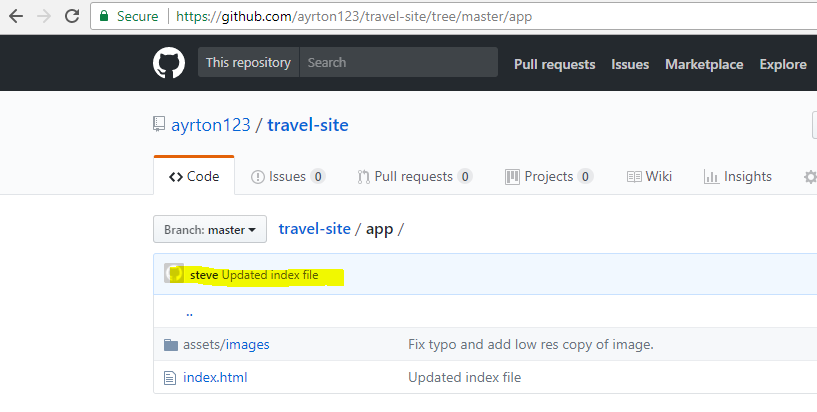 Secure https://github.com/ayrton123/travel-site/tree/master/app
This repository Search Pull requests Issues Marketplace Explore
ayrton123 / travel-site
Code Issues 0 Pull requests 0 Projects 0 Wiki Insights
Branch: master travel-site / app /
steve Updated index file
..
assets/images Fix typo and add low res copy of image.
index.html Updated index file